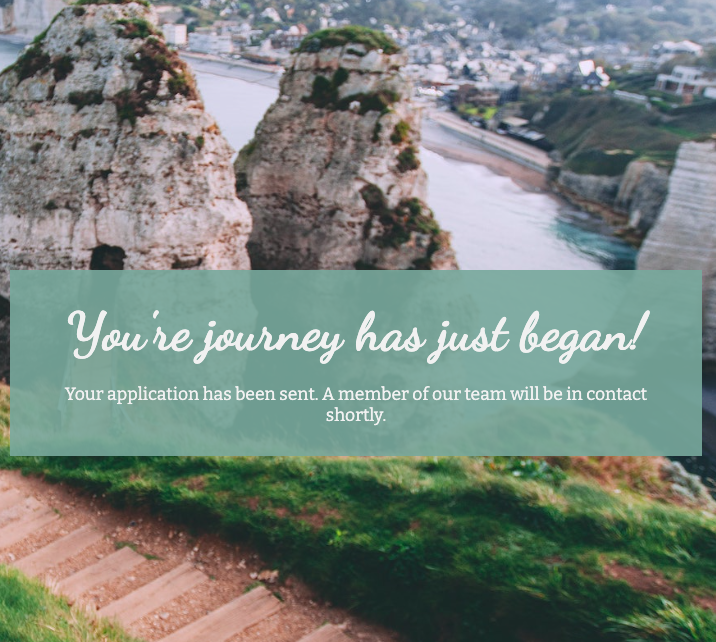 You're journey has just began!
Your application has been sent. A member of our team will be in contact
shortly.